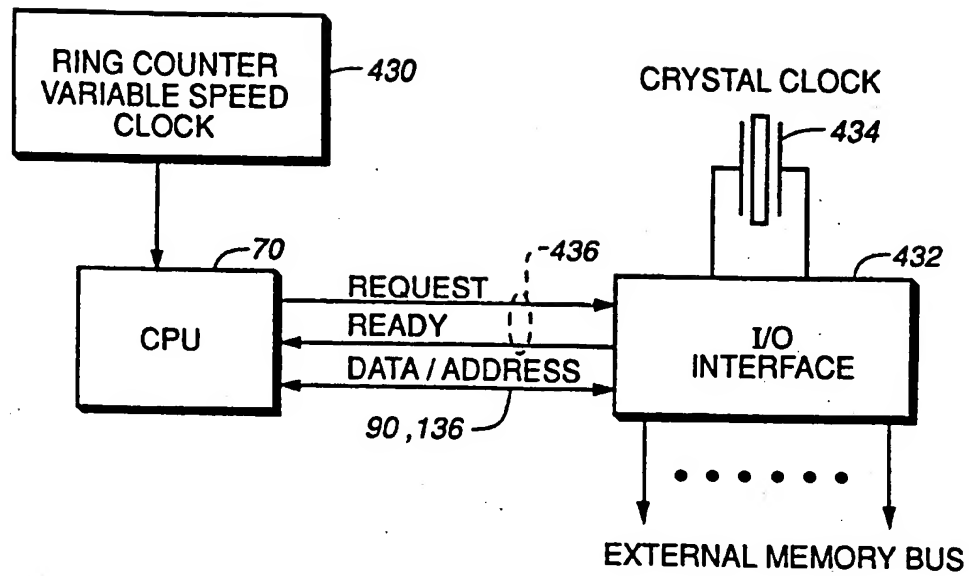 RING COUNTER
VARIABLE SPEED
CLOCK
430
CRYSTAL CLOCK
434
70
CPU
436
REQUEST
READY
DATA / ADDRESS
90 ,136
432
I/O
INTERFACE
EXTERNAL MEMORY BUS